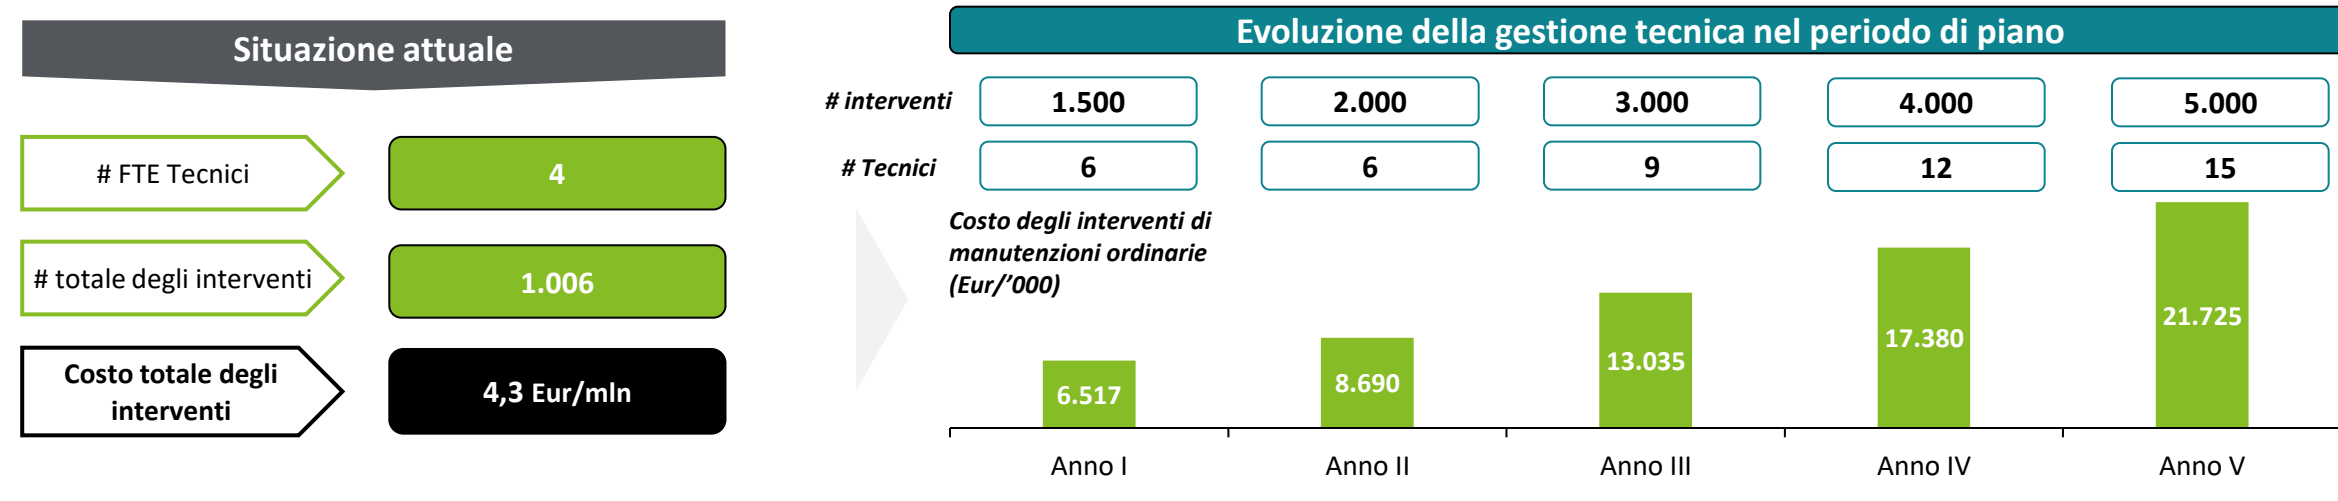 Situazione attuale
# FTE Tecnici
4
# totale degli interventi
1.006
Costo totale degli
interventi
4,3 Eur/mln
Evoluzione della gestione tecnica nel periodo di piano
# interventi
1.500
2.000
3.000
4.000
5.000
# Tecnici
6
6
9
12
15
Costo degli interventi di
manutenzioni ordinarie
(Eur/’000)
6.517
8.690
13.035
17.380
21.725
Anno I
Anno II
Anno III
Anno IV
Anno V